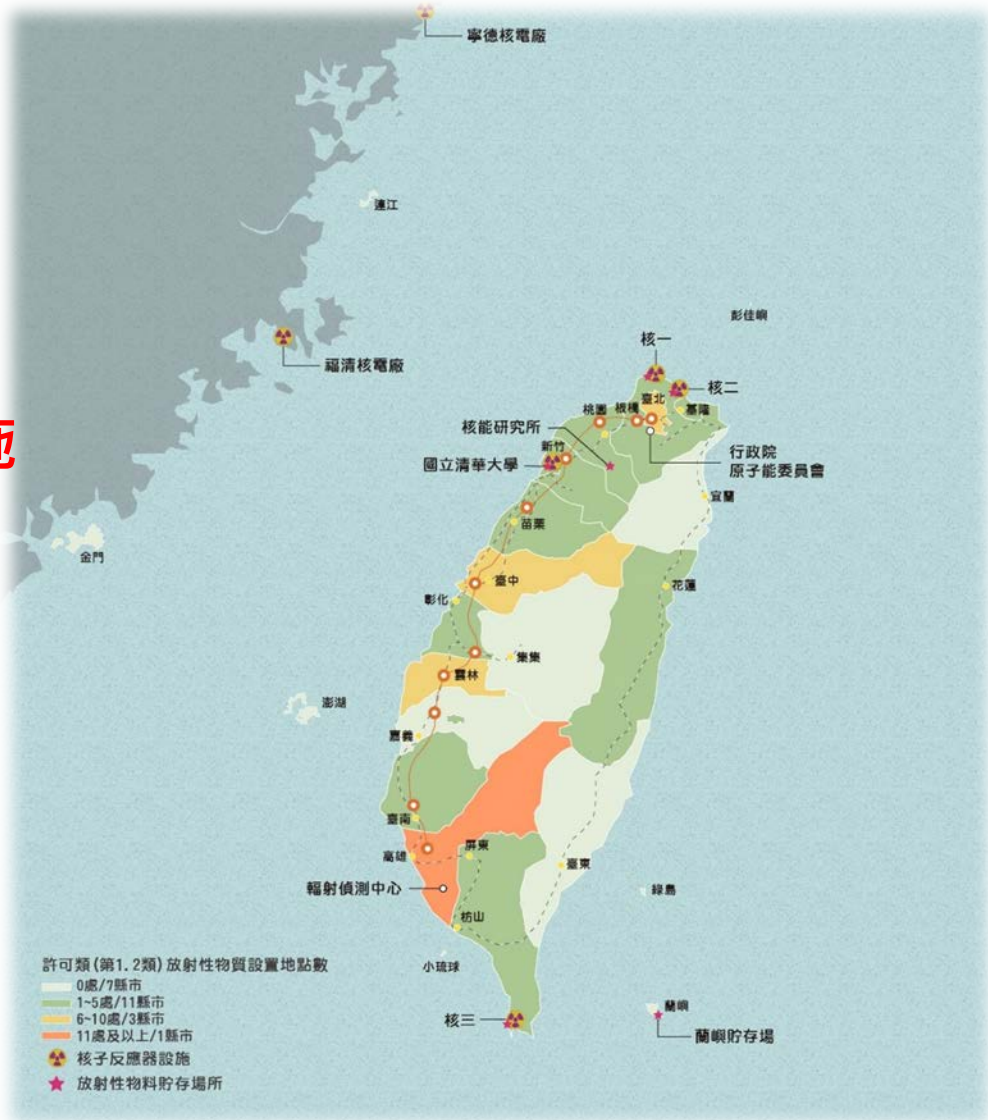 寧德核電廠
連江
彭佳嶼
福清核電廠
核一
核二
臺北
基隆
板橋
桃園
核能研究所
新竹
國立清華大學
行政院
原子能委員會
宜蘭
苗栗
金門
臺中
花蓮
彰化
集集
雲林
澎湖
嘉義
臺南
高雄
屏東
臺東
綠島
輻射偵測中心
枋山
小琉球
核三
蘭嶼
蘭嶼貯存場
許可類(第1.2類)放射性物質設置地點數
0處/7縣市
1~5處/11縣市
6~10處/3縣市
11處及以上/1縣市
核子反應器設施
放射性物料貯存場所